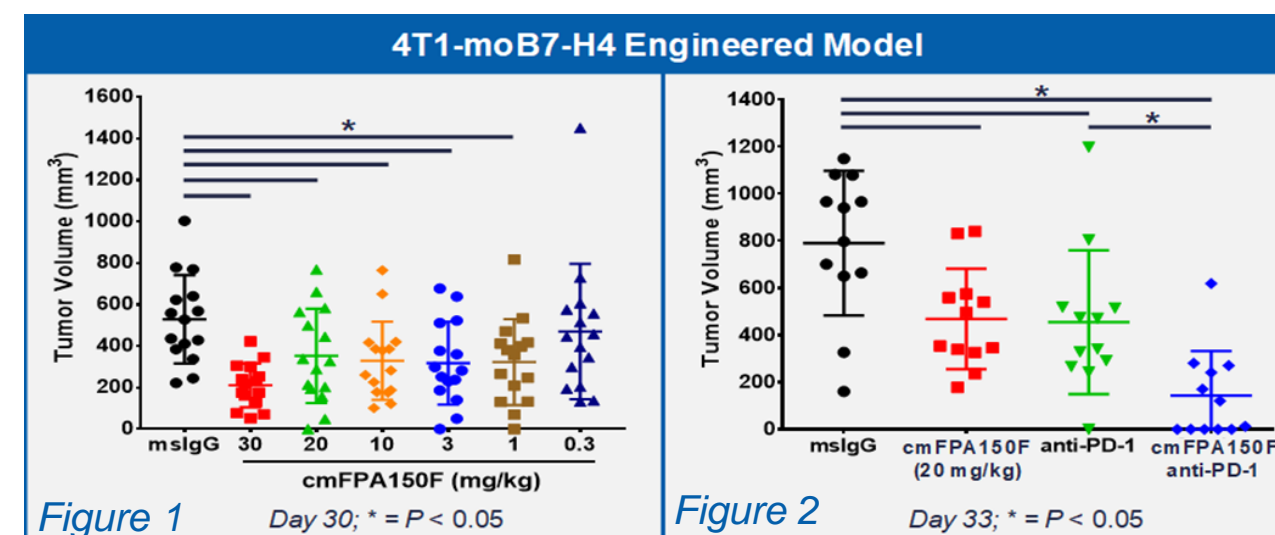 4T1-moB7-H4 Engineered Model
Tumor Volume (mm³)
1600
1400
1200
1000
800
600
400
200
0
*
msIgG
30
20
10
3
1
0.3
cmFPA150F (mg/kg)
Figure 1
Day 30; * = P < 0.05
Tumor Volume (mm³)
1400
1200
1000
800
600
400
200
0
*
*
msIgG
cmFPA150F
(20 mg/kg)
anti-PD-1
cmFPA150F
anti-PD-1
Figure 2
Day 33; * = P < 0.05